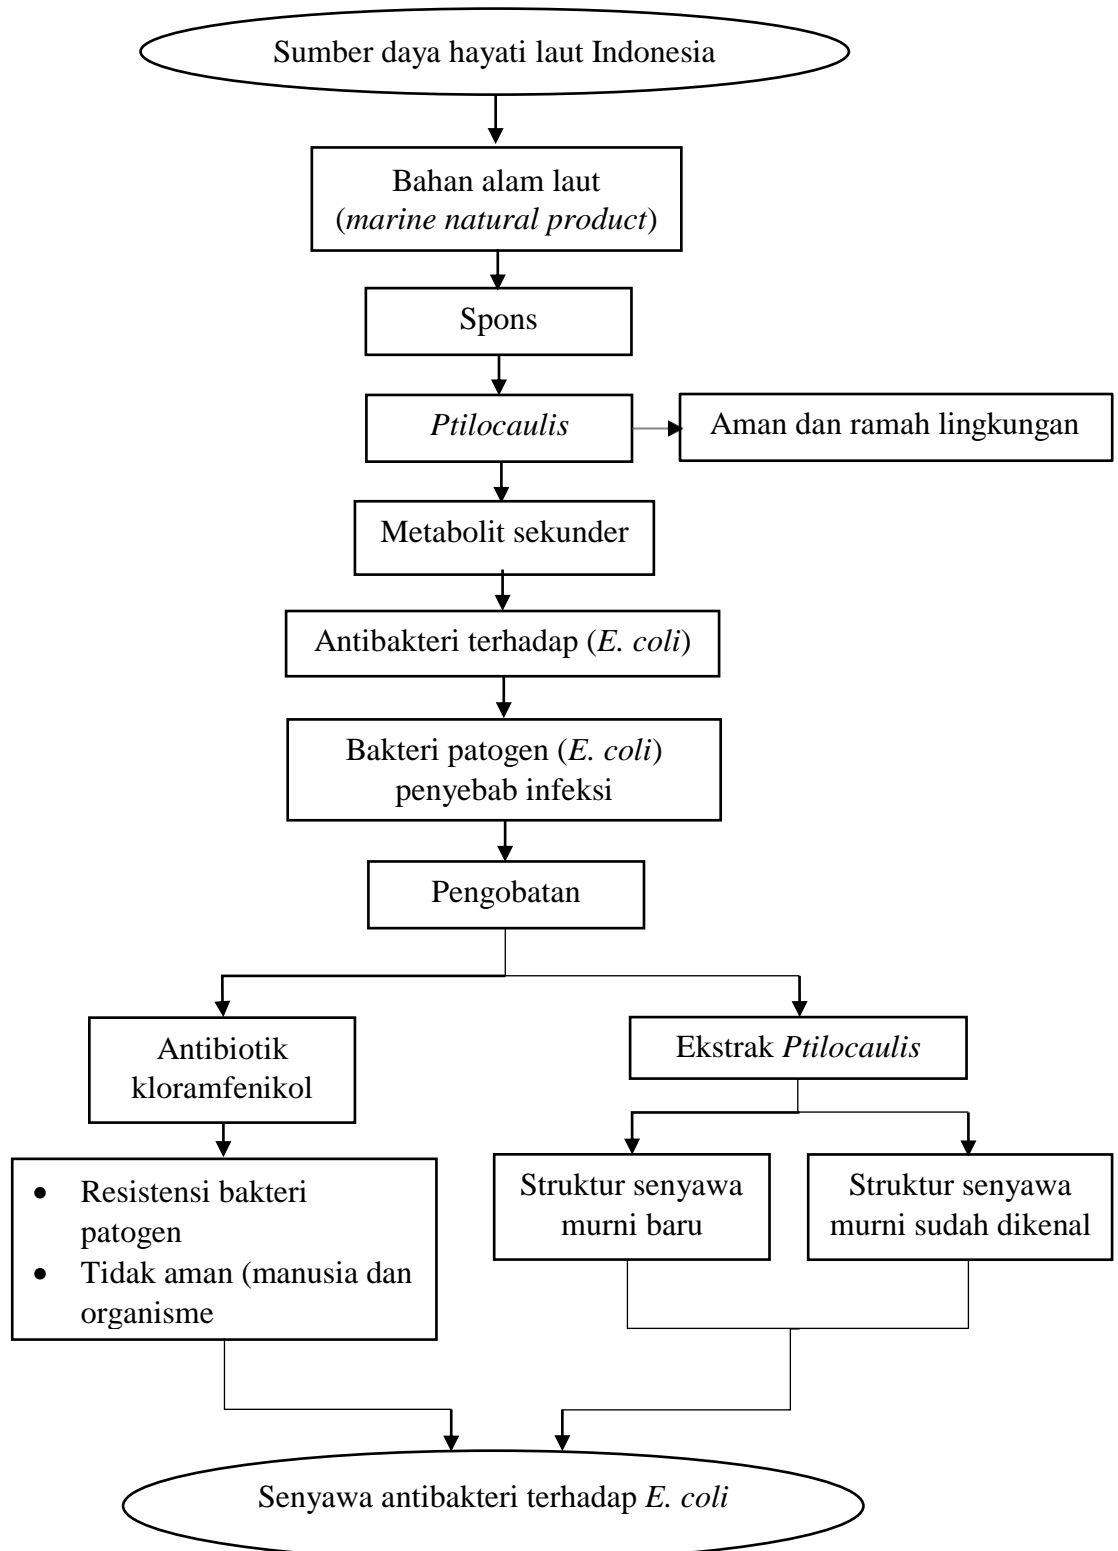 Sumber daya hayati laut Indonesia
Bahan alam laut
(marine natural product)
Spons
Ptilocaulis
Aman dan ramah lingkungan
Metabolit sekunder
Antibakteri terhadap (E. coli)
Bakteri patogen (E. coli)
penyebab infeksi
Pengobatan
Antibiotik
kloramfenikol
Ekstrak Ptilocaulis
• Resistensi bakteri
patogen
• Tidak aman (manusia dan
organisme
Struktur senyawa
murni baru
Struktur senyawa
murni sudah dikenal
Senyawa antibakteri terhadap E. coli